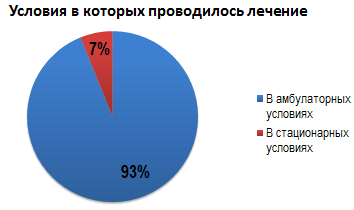 Условия в которых проводилось лечение
7%
93%
В амбулаторных
условиях
В стационарных
условиях